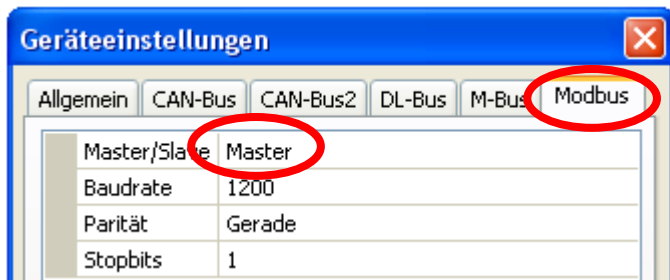 Geräteeinstellungen
Allgemein CAN-Bus CAN-Bus2 DL-Bus M-Bus Modbus
Master/Slave Master
Baudrate 1200
Parität Gerade
Stopbits 1